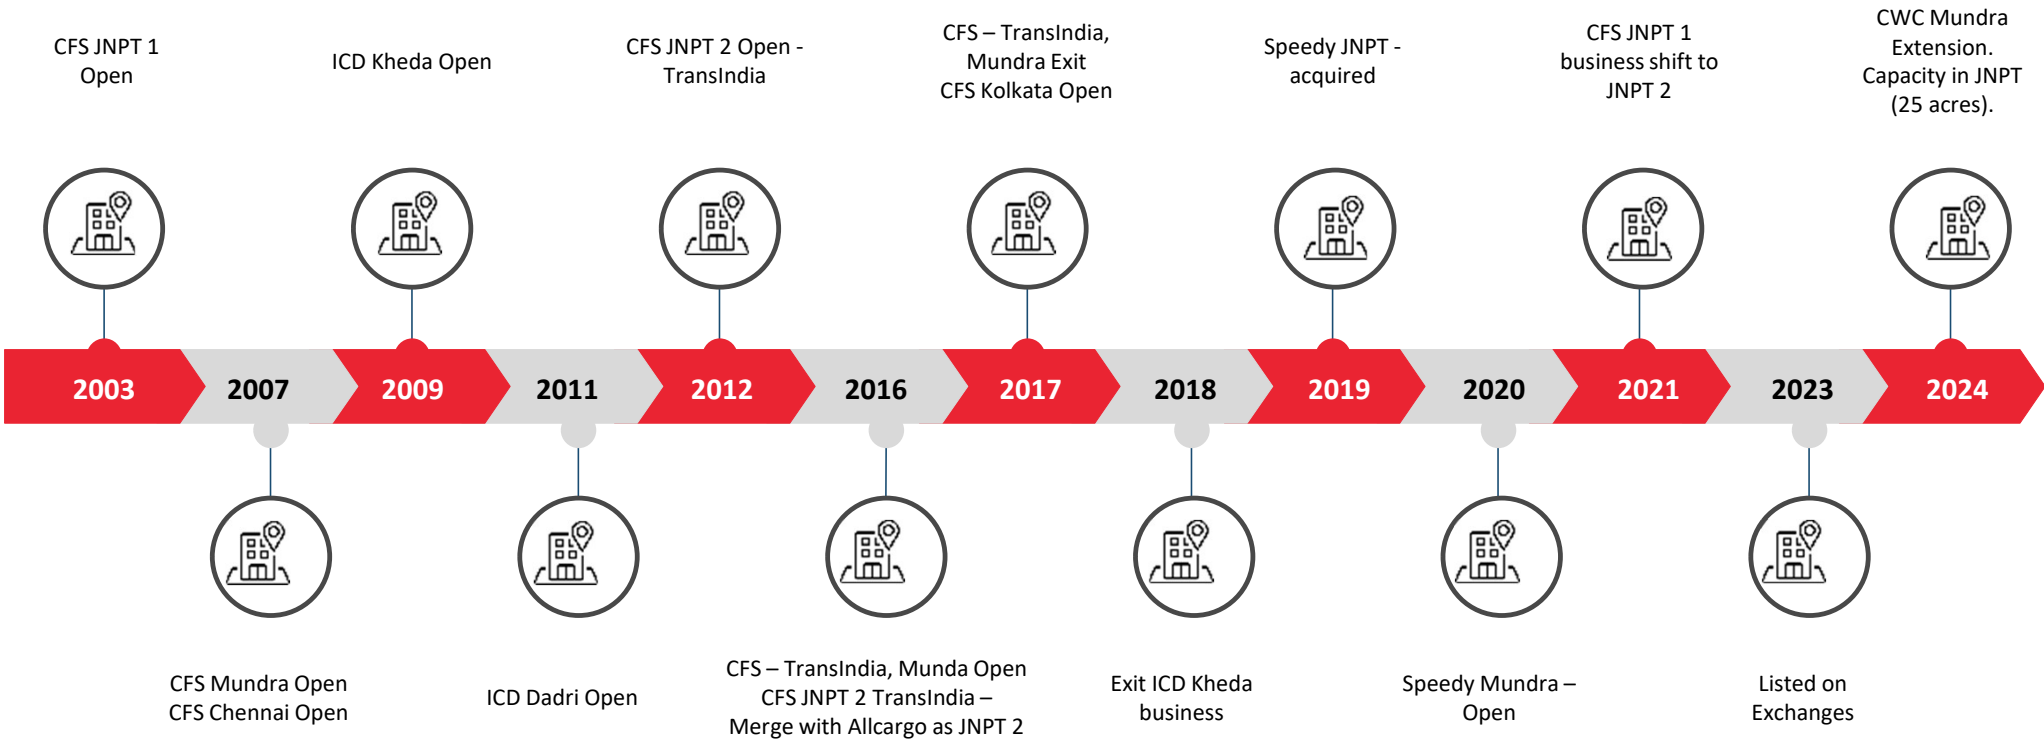 CFS JNPT 1
Open
ICD Kheda Open
CFS JNPT 2 Open -
TransIndia
CFS – TransIndia,
Mundra Exit
CFS Kolkata Open
Speedy JNPT -
acquired
CFS JNPT 1
business shift to
JNPT 2
CWC Mundra
Extension.
Capacity in JNPT
(25 acres).
2003
2007
2009
2011
2012
2016
2017
2018
2019
2020
2021
2023
2024
CFS Mundra Open
CFS Chennai Open
ICD Dadri Open
CFS – TransIndia, Munda Open
CFS JNPT 2 TransIndia –
Merge with Allcargo as JNPT 2
Exit ICD Kheda
business
Speedy Mundra –
Open
Listed on
Exchanges